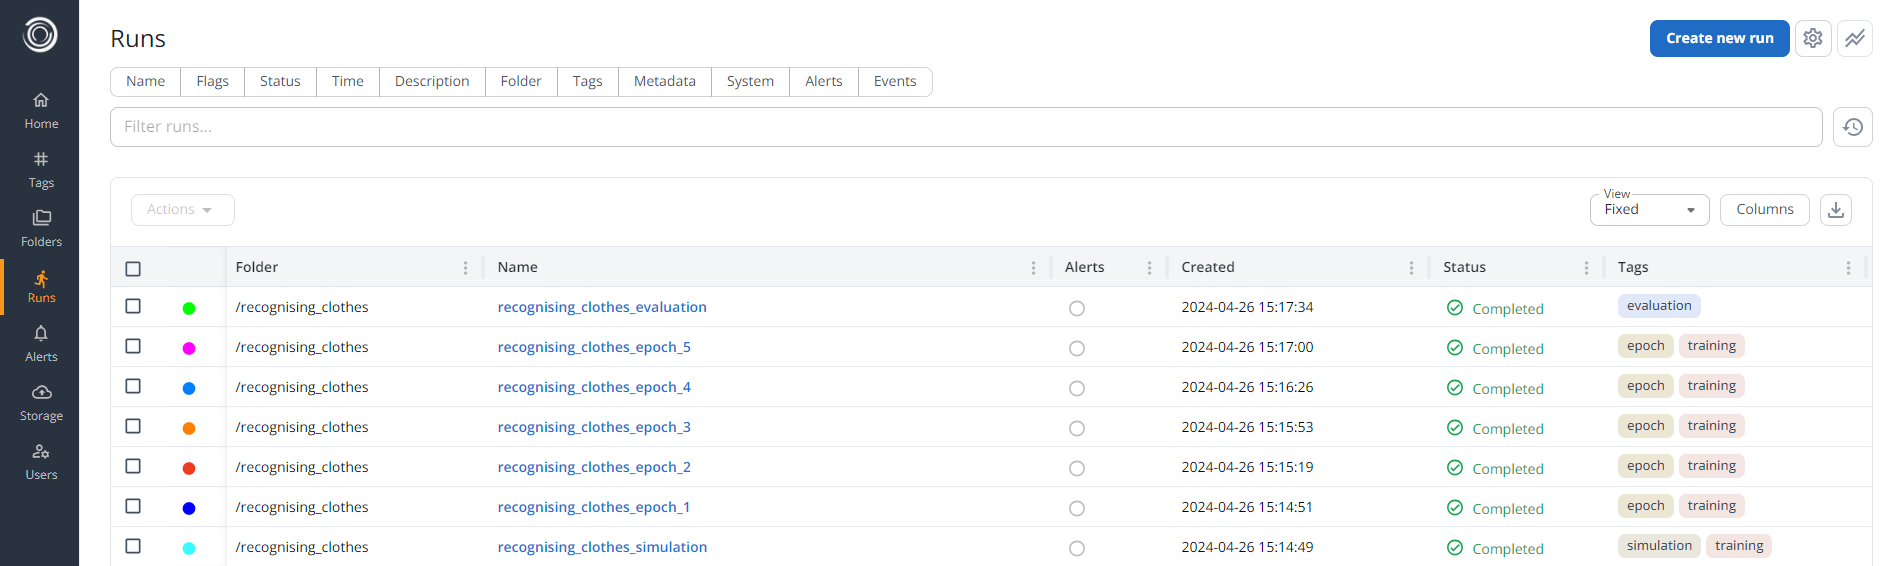 Runs
Create new run
Name Flags Status Time Description Folder Tags Metadata System Alerts Events
Filter runs...
Home
Tags
Folders
Runs
Alerts
Storage
Users
Actions
View
Fixed
Columns
Folder Name Alerts Created Status Tags
/recognising_clothes recognising_clothes_evaluation 2024-04-26 15:17:34 Completed evaluation
/recognising_clothes recognising_clothes_epoch_5 2024-04-26 15:17:00 Completed epoch training
/recognising_clothes recognising_clothes_epoch_4 2024-04-26 15:16:26 Completed epoch training
/recognising_clothes recognising_clothes_epoch_3 2024-04-26 15:15:53 Completed epoch training
/recognising_clothes recognising_clothes_epoch_2 2024-04-26 15:15:19 Completed epoch training
/recognising_clothes recognising_clothes_epoch_1 2024-04-26 15:14:51 Completed epoch training
/recognising_clothes recognising_clothes_simulation 2024-04-26 15:14:49 Completed simulation training